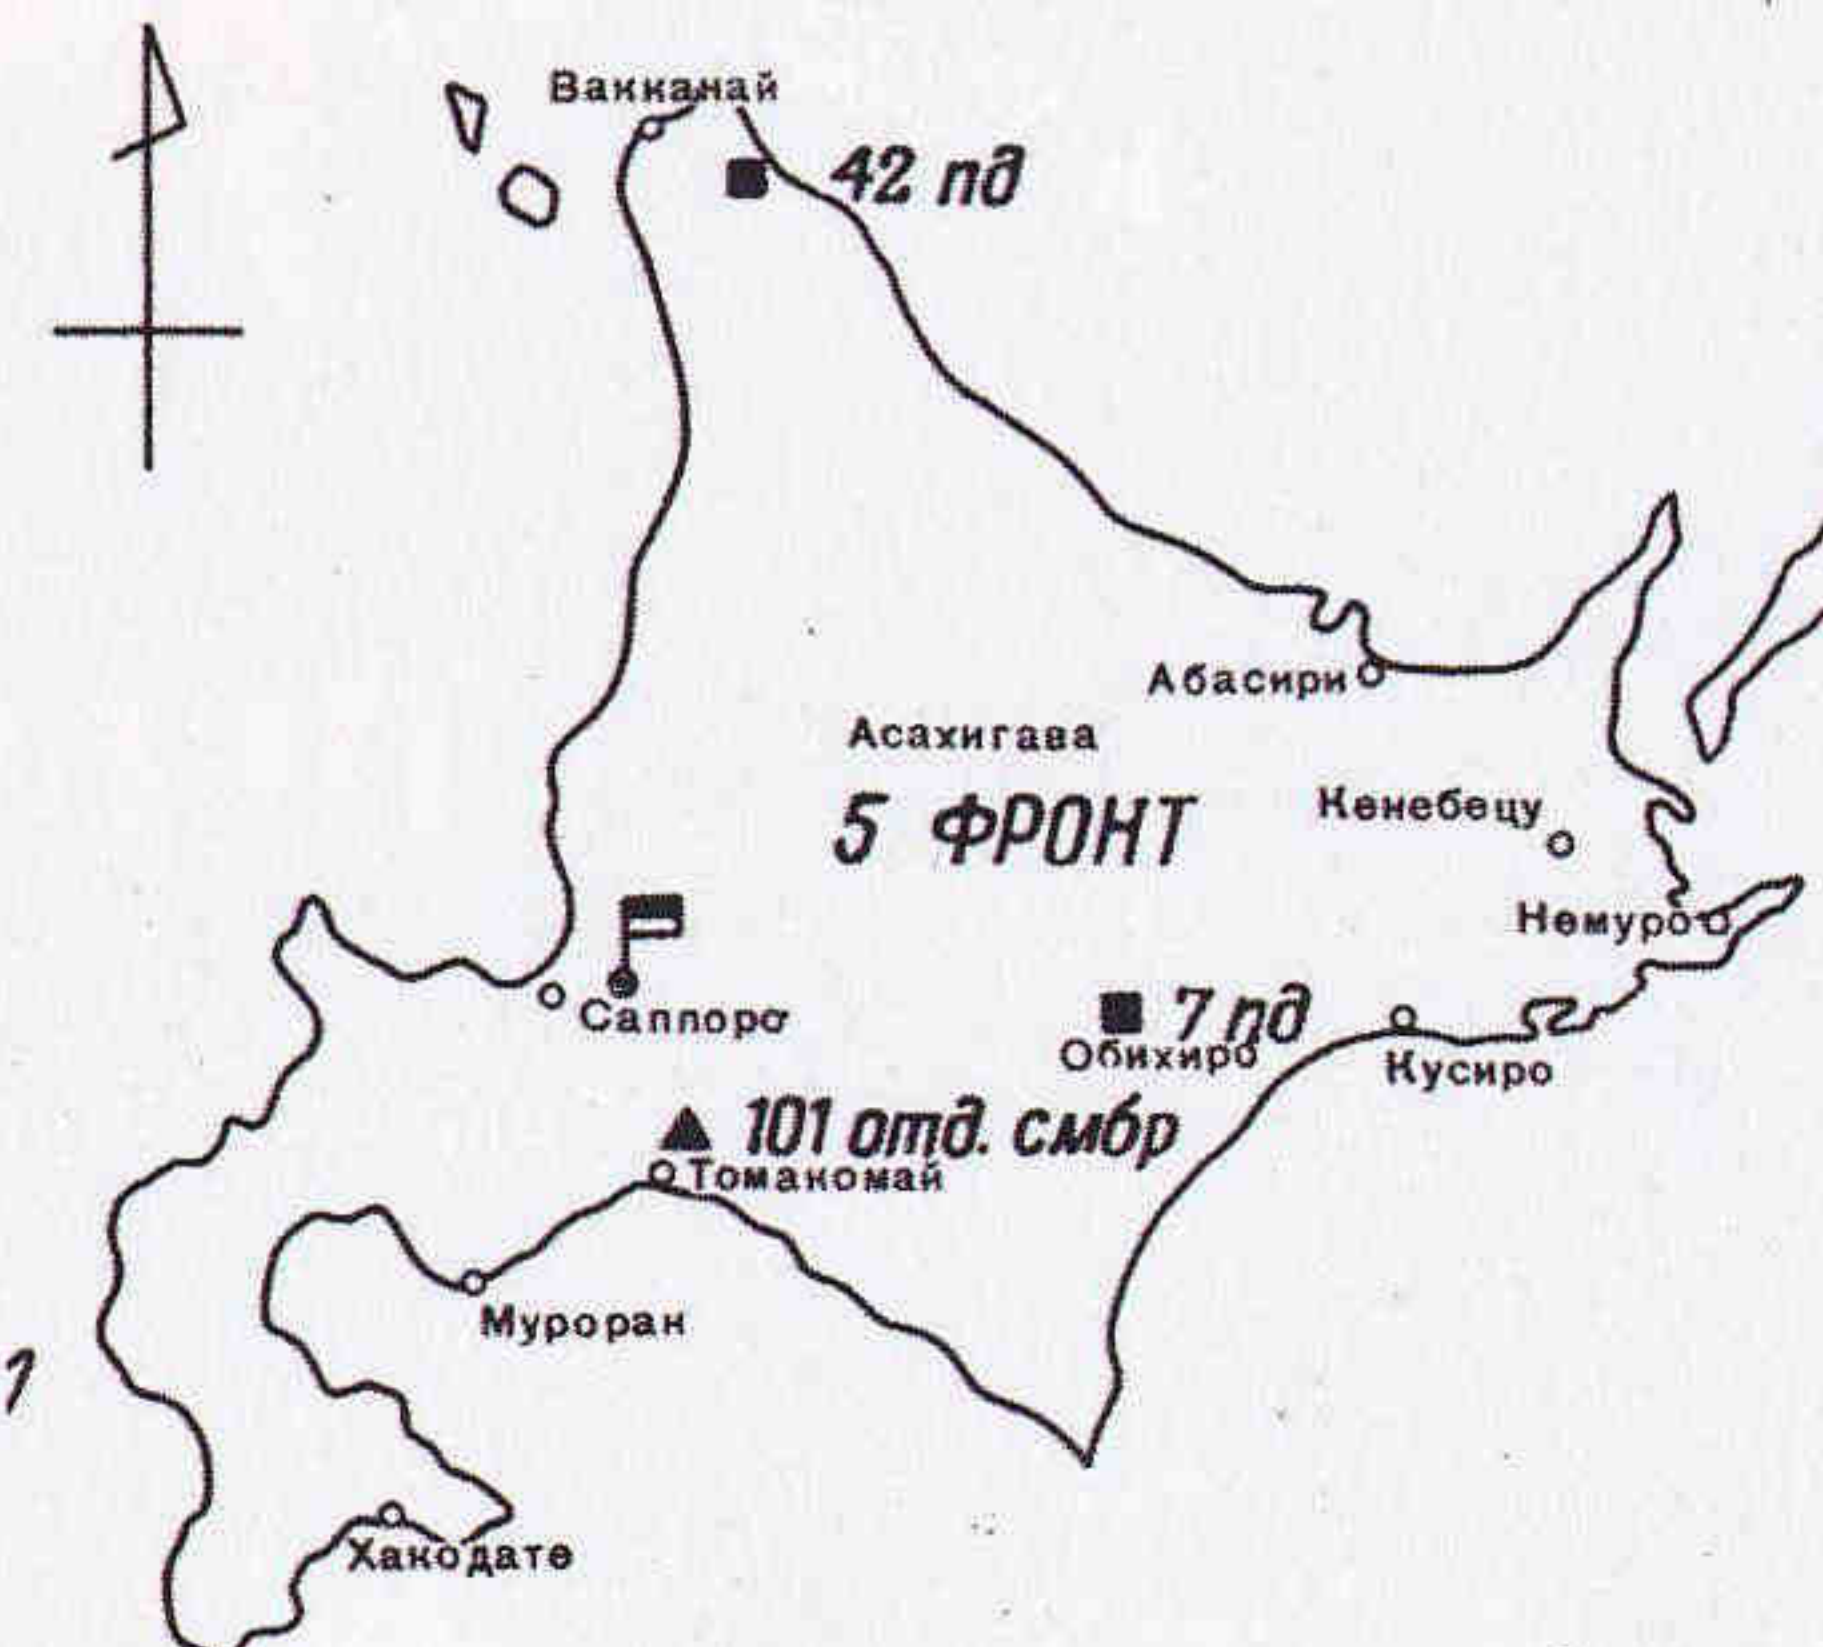 Вакканай
42 пд
Абасири
Асахигава
5 ФРОНТ
Кенебецу
Немуро
Саппоро
7 пд
Обихиро
Кусиро
101 отд. смбр
Томакомай
Муроран
Хакодате